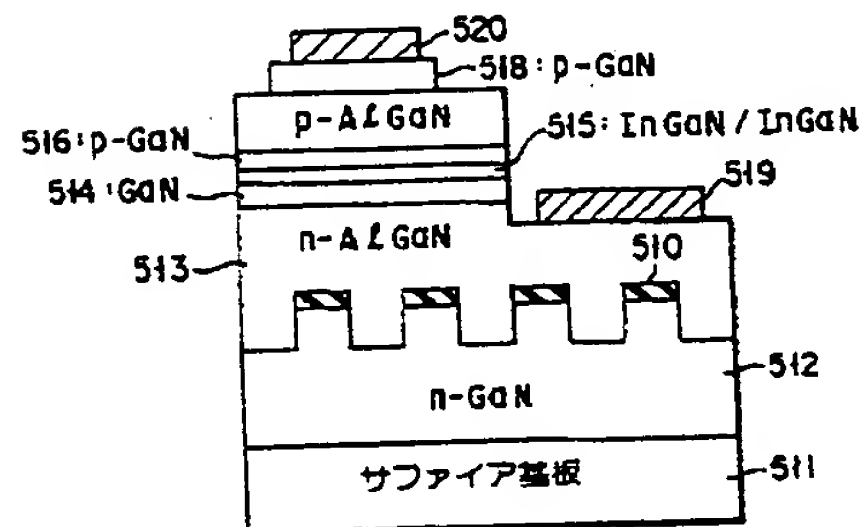 520
518:p-GaN
p-AlGaN
516:p-GaN
515:InGaN/InGaN
514:GaN
519
n-AlGaN
510
513
512
n-GaN
サファイア基板
511